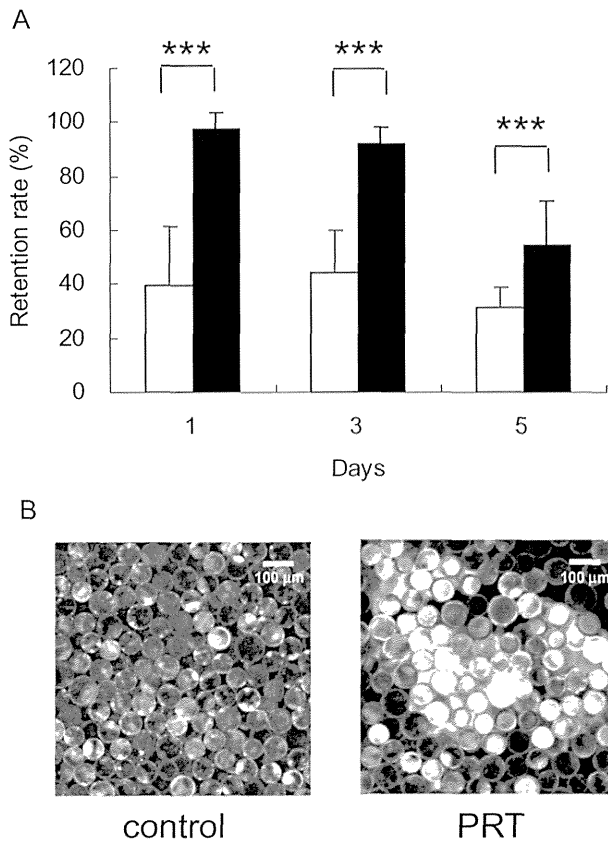 A
*** *** ***
120
100
80
60
40
20
0
Retention rate (%)
1 3 5
Days
B
100 μm 100 μm
control PRT